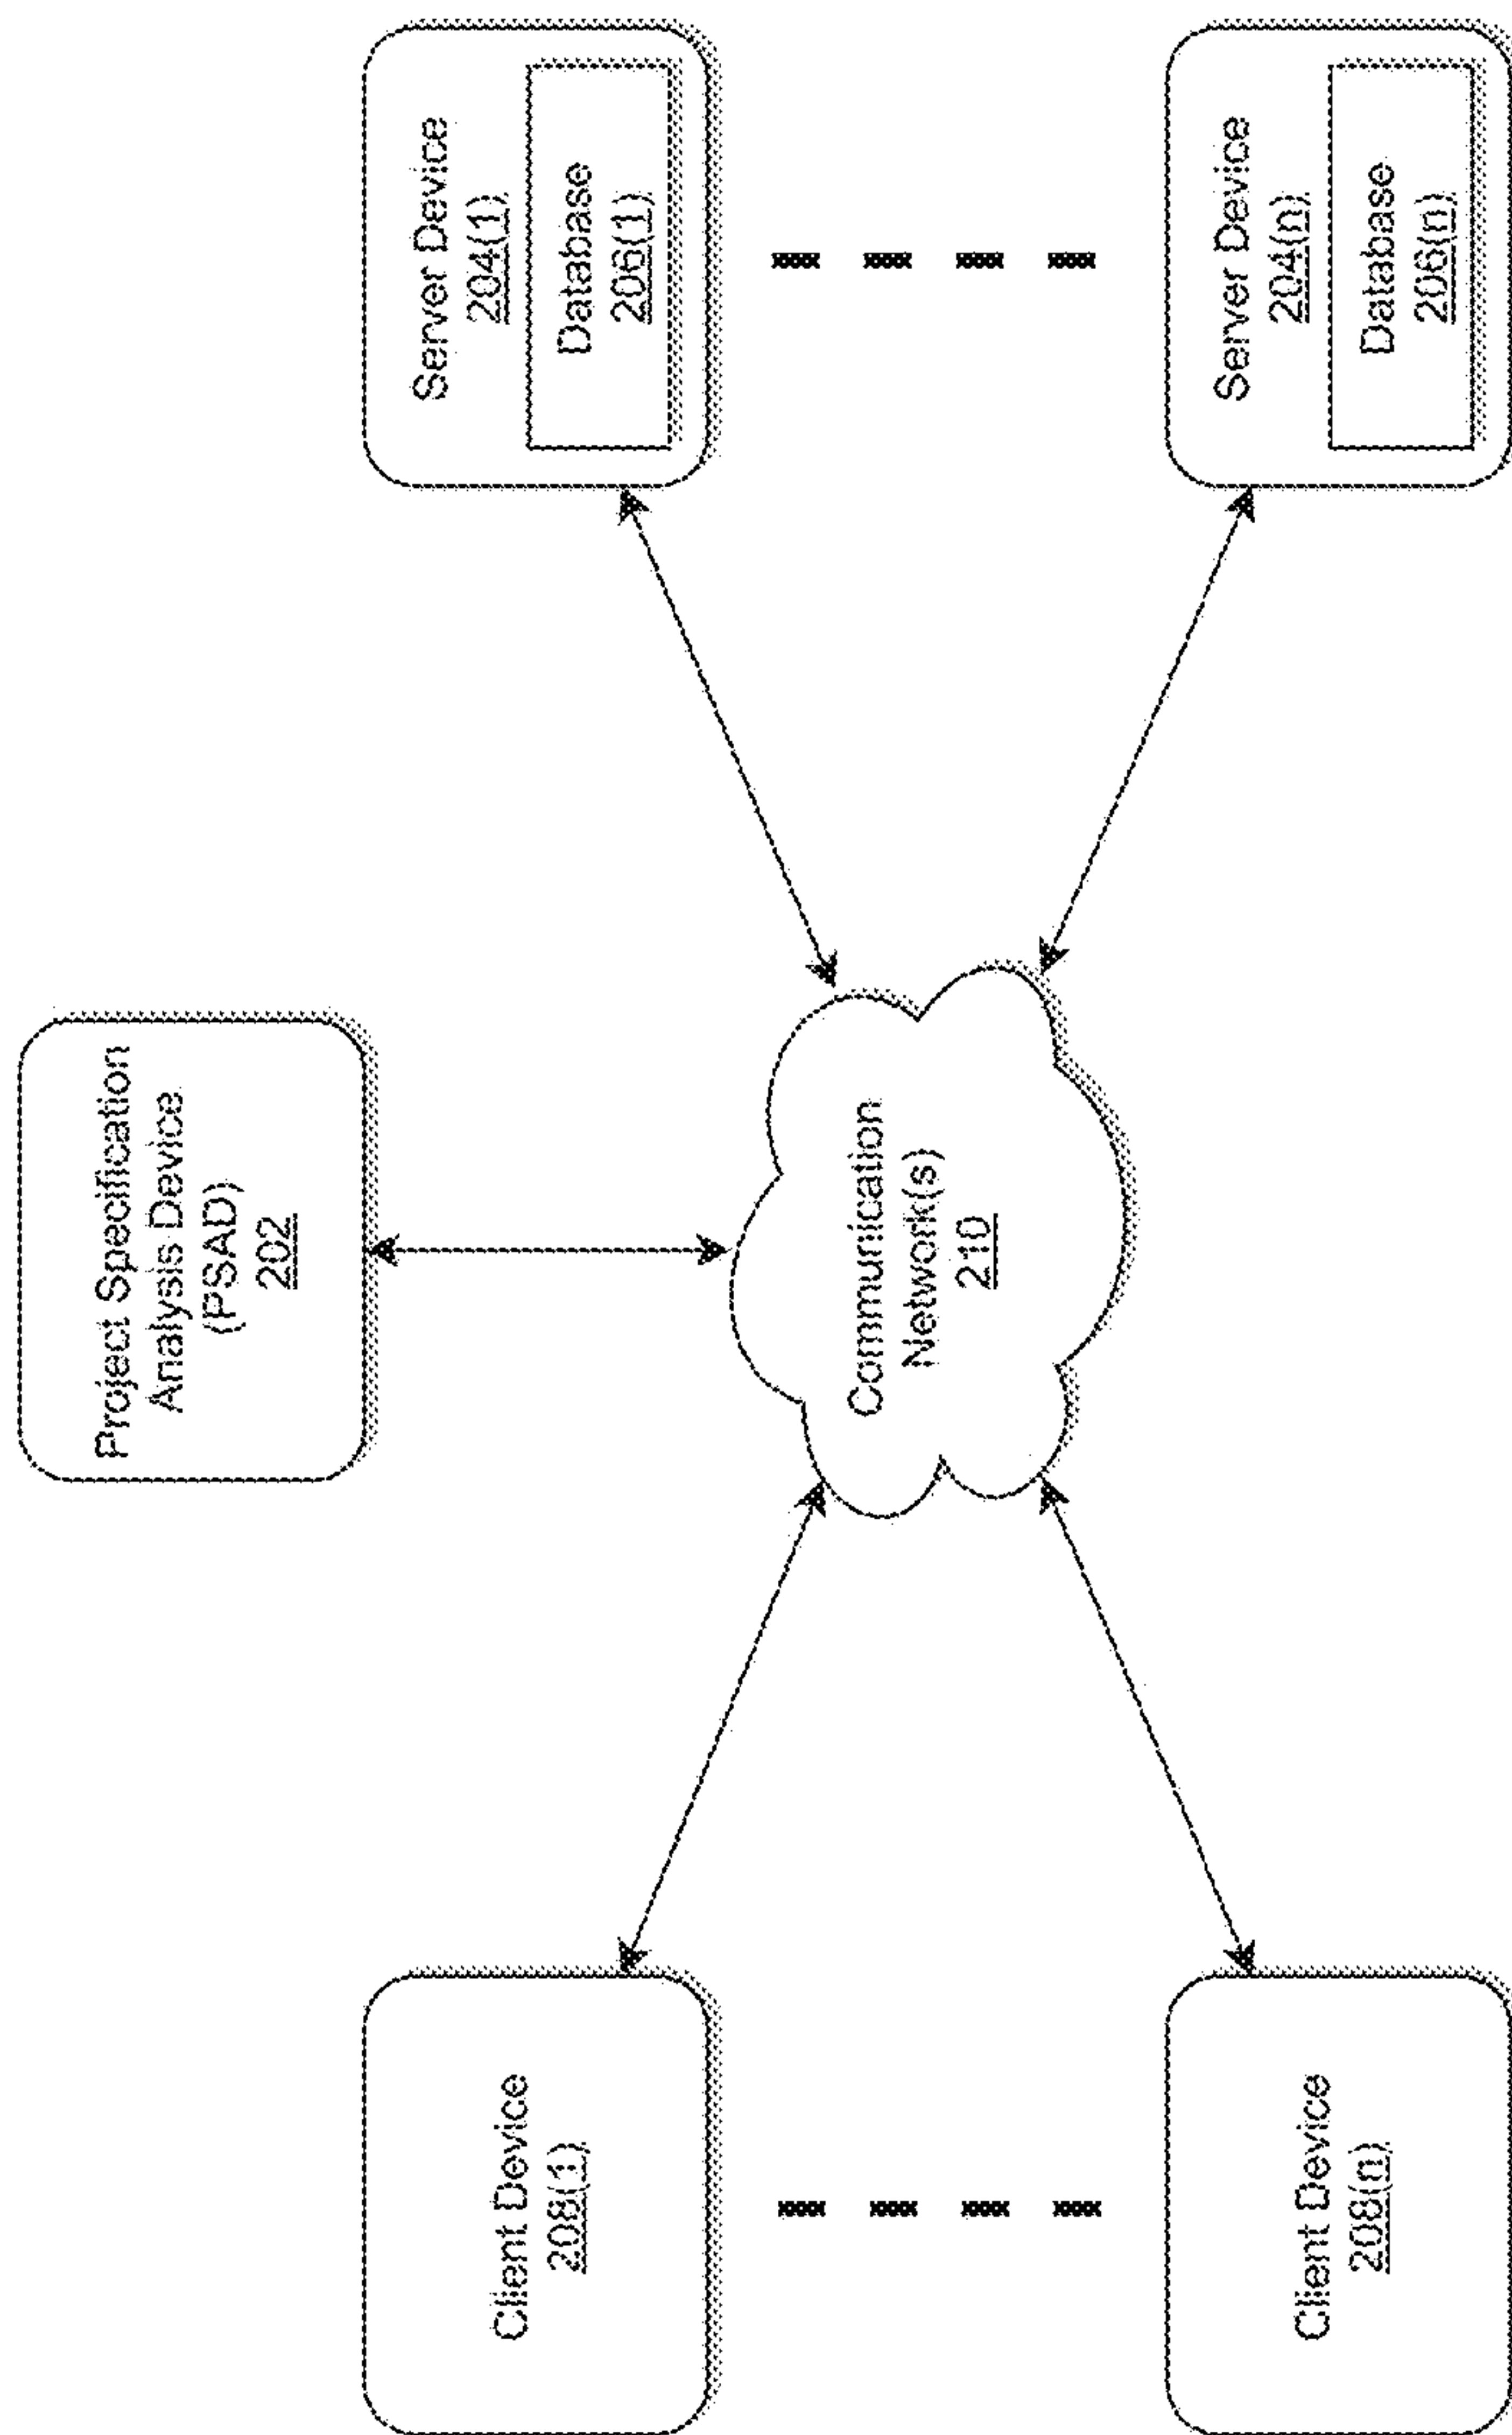 Project Specification
Analysis Device
(PSAD)
202
Client Device
208(1)
Client Device
208(n)
Communication
Network(s)
210
Server Device
204(1)
Database
206(1)
Server Device
204(n)
Database
206(n)